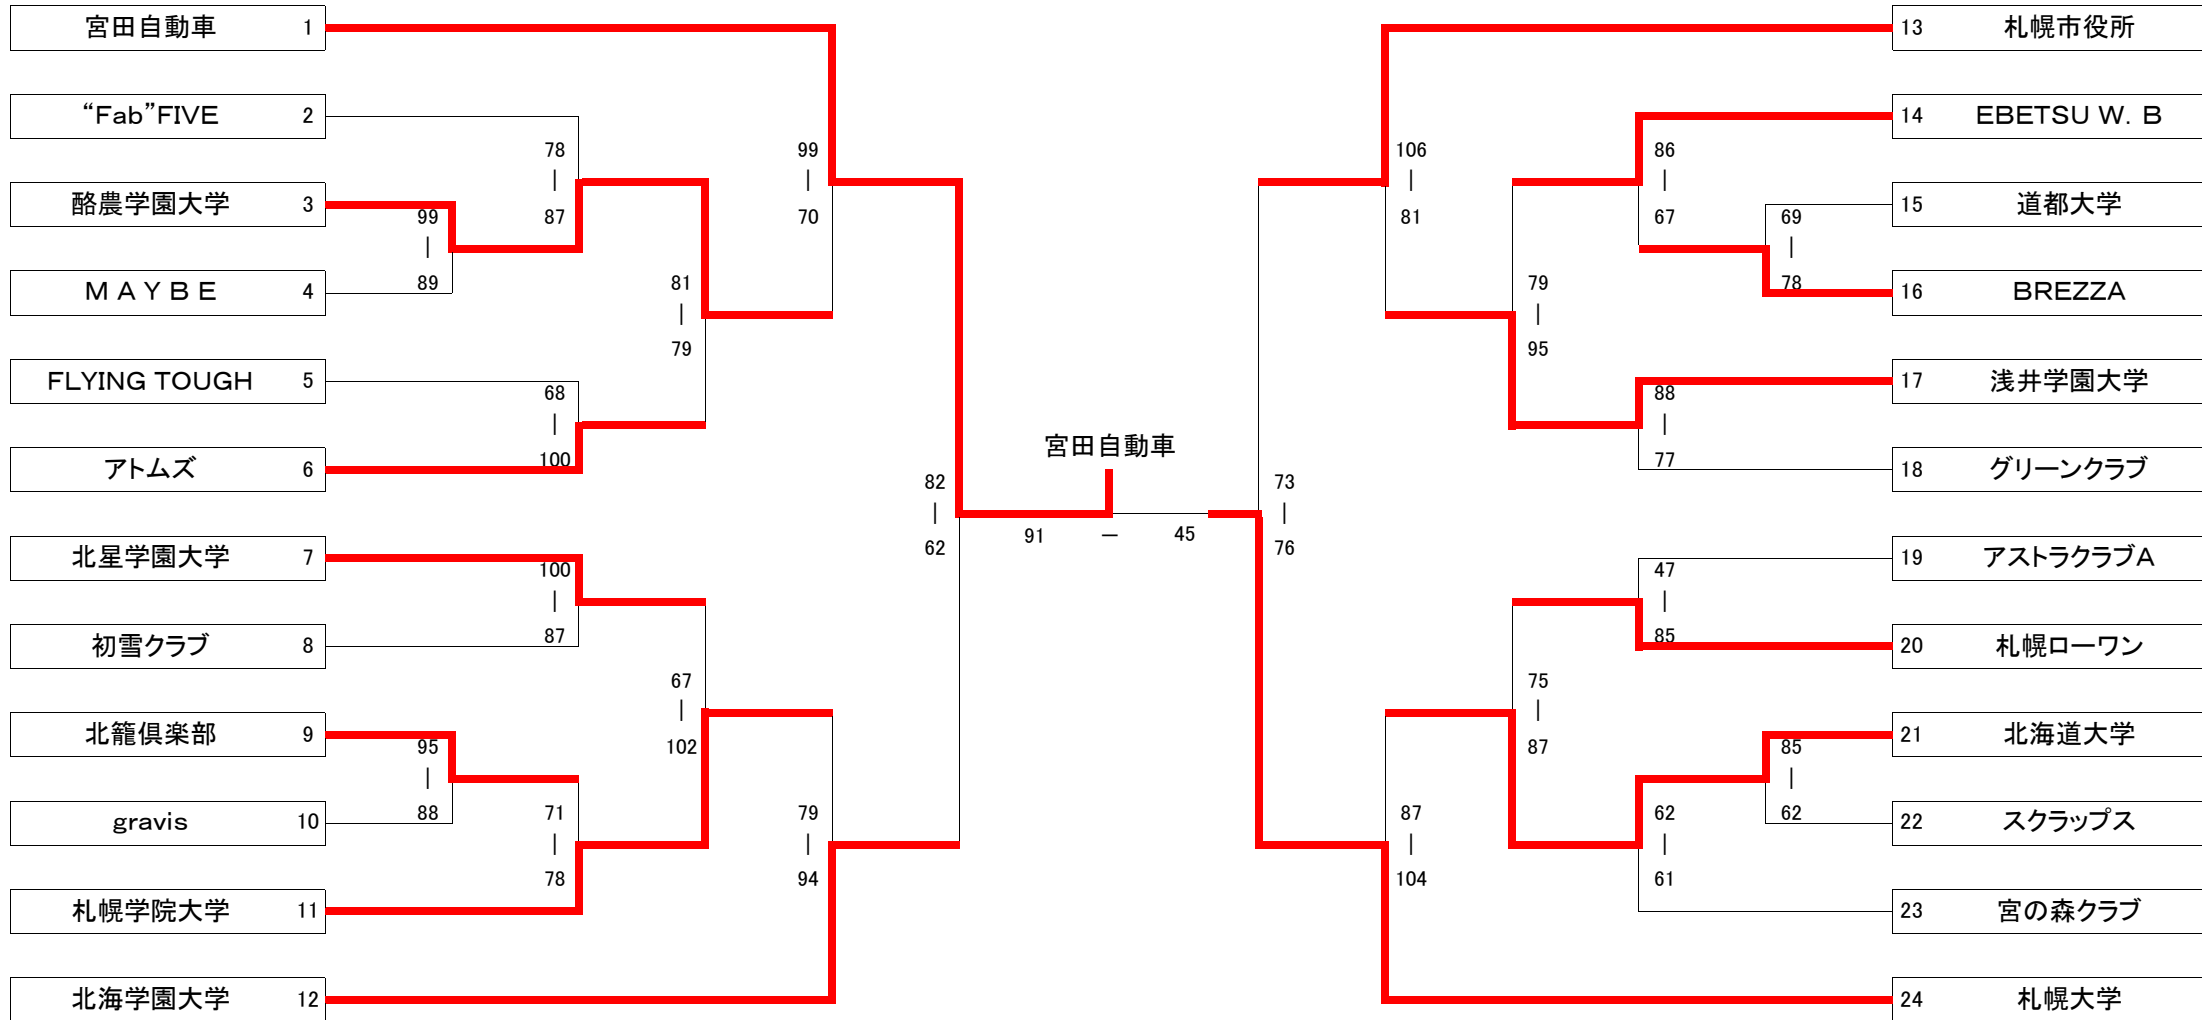 宮田自動車 1
“Fab”FIVE 2
酪農学園大学 3
ＭＡＹＢＥ 4
FLYING TOUGH 5
アトムズ 6
北星学園大学 7
初雪クラブ 8
北籠倶楽部 9
gravis 10
札幌学院大学 11
北海学園大学 12
99
|
89
95
|
88
78
|
87
68
|
100
100
|
87
71
|
78
81
|
79
67
|
102
99
|
70
79
|
94
82
|
62
宮田自動車
91 － 45
73
|
76
106
|
81
87
|
104
79
|
95
75
|
87
86
|
67
88
|
77
47
|
85
62
|
61
69
|
78
85
|
62
13 札幌市役所
14 EBETSU W．B
15 道都大学
16 BREZZA
17 浅井学園大学
18 グリーンクラブ
19 アストラクラブA
20 札幌ローワン
21 北海道大学
22 スクラップス
23 宮の森クラブ
24 札幌大学